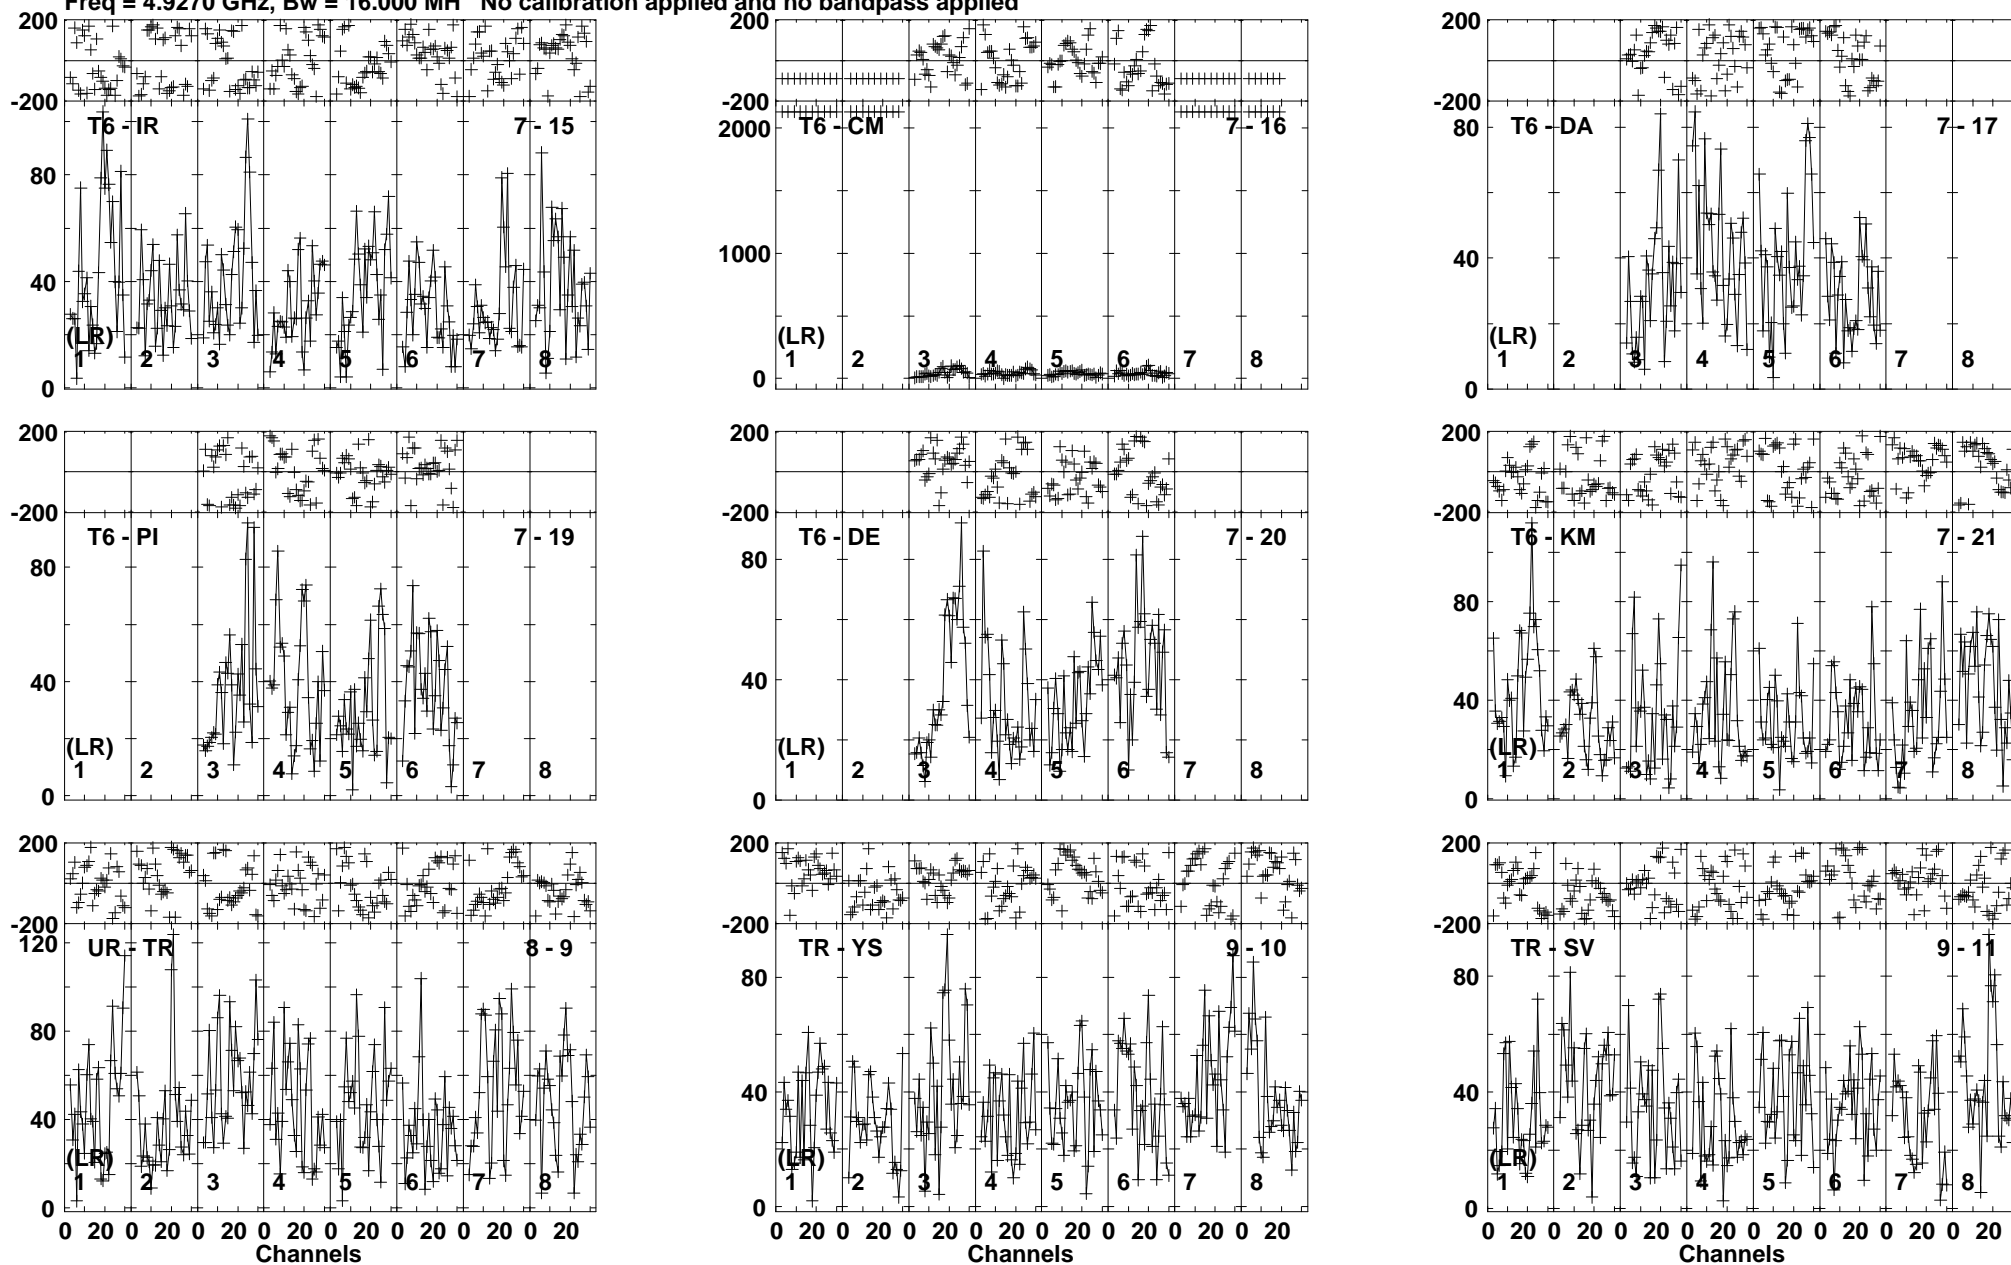 Freq = 4.9270 GHz, Bw = 16.000 MH No calibration applied and no bandpass applied
200 200 200
-200 -200 -200
T6 - IR 7 - 15 T6 - CM 7 - 16 T6 - DA 7 - 17
80 2000 80
40 1000 40
(LR) (LR) (LR)
1 2 3 4 5 6 7 8 1 2 3 4 5 6 7 8 1 2 3 4 5 6 7 8
0 0 0
200 200 200
-200 -200 -200
T6 - PI 7 - 19 T6 - DE 7 - 20 T6 - KM 7 - 21
80 80 80
40 40 40
(LR) (LR) (LR)
1 2 3 4 5 6 7 8 1 2 3 4 5 6 7 8 1 2 3 4 5 6 7 8
0 0 0
200 200 200
-200 -200 -200
120
UR - TR 8 - 9 TR - YS 9 - 10 TR - SV 9 - 11
80 80 80
40 40 40
(LR) (LR) (LR)
1 2 3 4 5 6 7 8 1 2 3 4 5 6 7 8 1 2 3 4 5 6 7 8
0 0 0
0 20 0 20 0 20 0 20 0 20 0 20 0 20 0 20 0 20 0 20 0 20 0 20 0 20 0 20 0 20 0 20 0 20 0 20 0 20 0 20 0 20 0 20 0 20 0 20
Channels Channels Channels